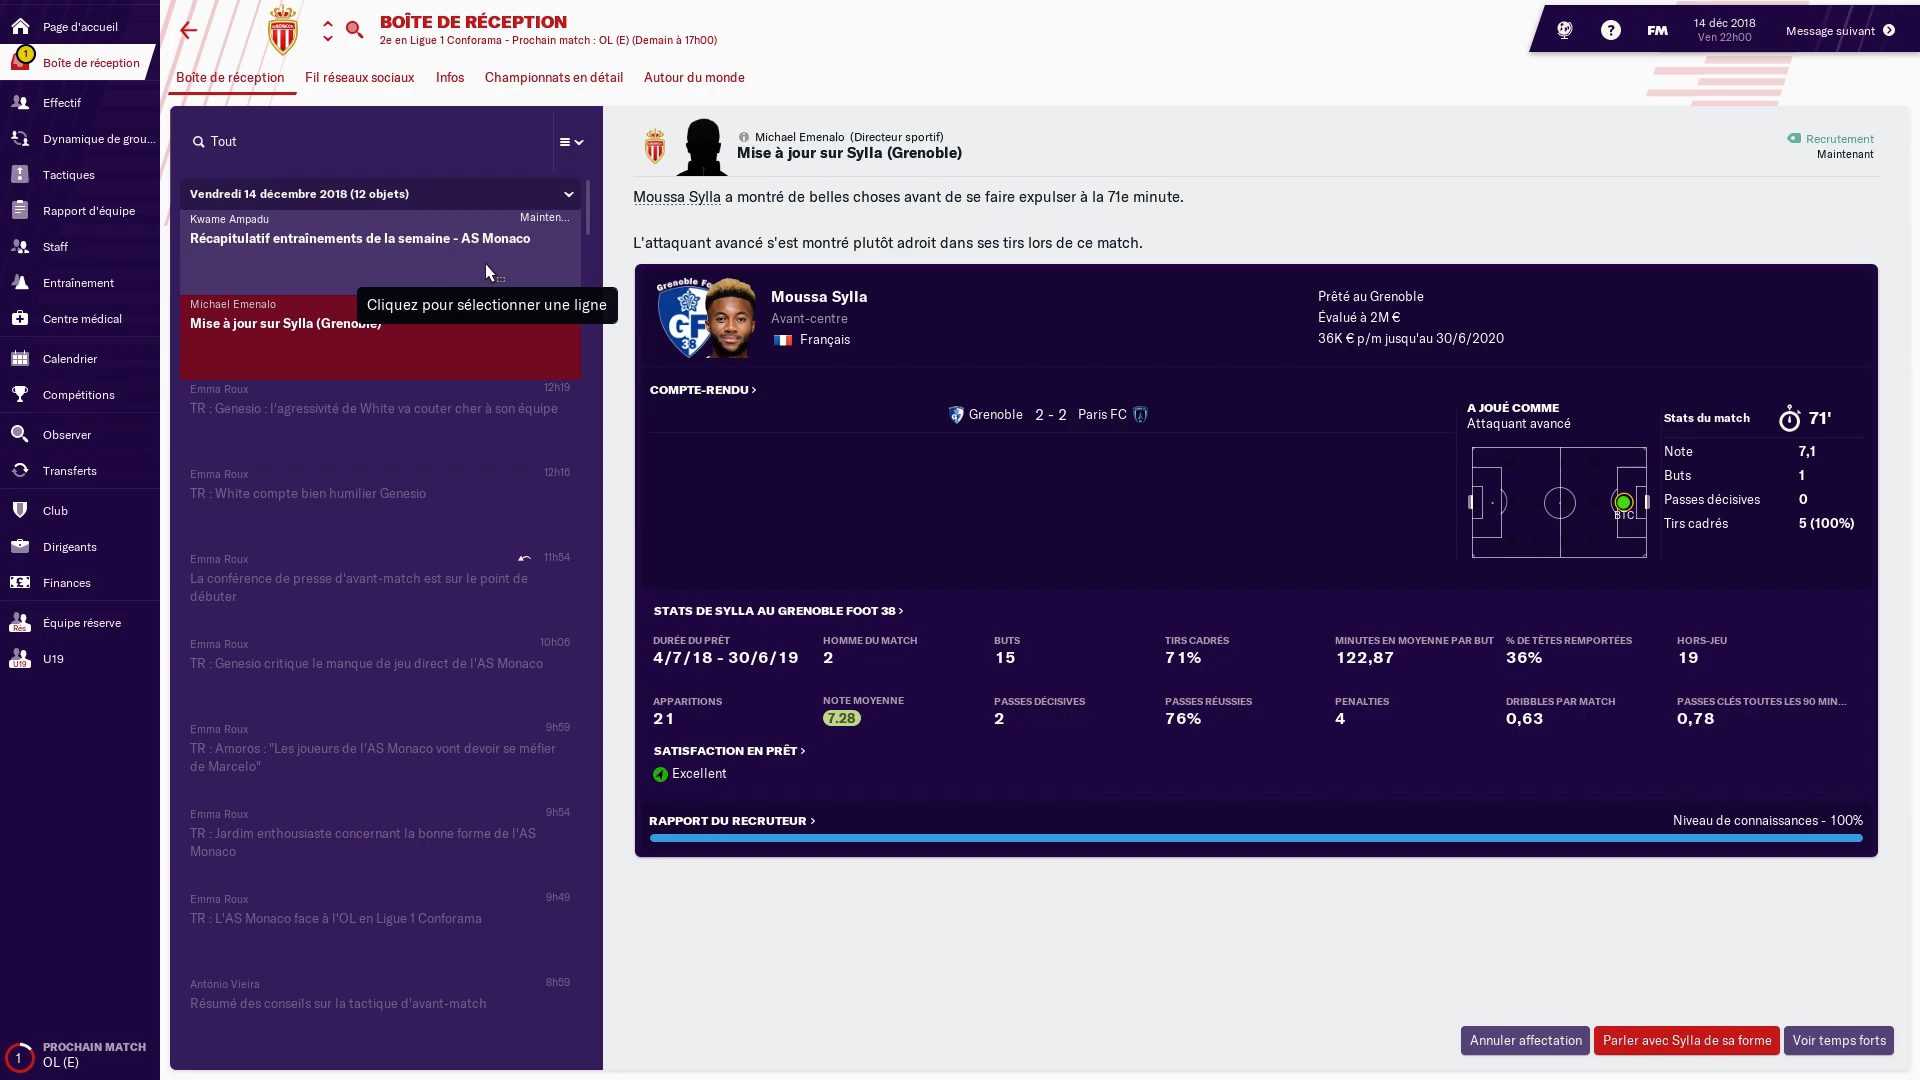 Page d'accueil
1
Boîte de réception
Effectif
Dynamique de grou...
Tactiques
Rapport d'équipe
Staff
Entraînement
Centre médical
Calendrier
Compétitions
Observer
Transferts
Club
Dirigeants
Finances
Rés
Équipe réserve
U19
U19
1
PROCHAIN MATCH
OL (E)
BOÎTE DE RÉCEPTION
2e en Ligue 1 Conforama - Prochain match : OL (E) (Demain à 17h00)
?
FM
14 déc 2018
Ven 22h00
Message suivant
Boîte de réception
Fil réseaux sociaux
Infos
Championnats en détail
Autour du monde
Tout
Vendredi 14 décembre 2018 (12 objets)
Kwame Ampadu
Mainten...
Récapitulatif entraînements de la semaine - AS Monaco
Cliquez pour sélectionner une ligne
Michael Emenalo
Mise à jour sur Sylla (Grenoble)
Emma Roux
12h19
TR : Genesio : l'agressivité de White va couter cher à son équipe
Emma Roux
12h16
TR : White compte bien humilier Genesio
Emma Roux
11h54
La conférence de presse d'avant-match est sur le point de
débuter
Emma Roux
10h06
TR : Genesio critique le manque de jeu direct de l'AS Monaco
Emma Roux
9h59
TR : Amoros : "Les joueurs de l'AS Monaco vont devoir se méfier
de Marcelo"
Emma Roux
9h54
TR : Jardim enthousiaste concernant la bonne forme de l'AS
Monaco
Emma Roux
9h49
TR : L'AS Monaco face à l'OL en Ligue 1 Conforama
António Vieira
8h59
Résumé des conseils sur la tactique d'avant-match
Michael Emenalo (Directeur sportif)
Mise à jour sur Sylla (Grenoble)
Recrutement
Maintenant
Moussa Sylla a montré de belles choses avant de se faire expulser à la 71e minute.
L'attaquant avancé s'est montré plutôt adroit dans ses tirs lors de ce match.
Grenoble Fo
GF
38
Moussa Sylla
Avant-centre
Français
Prêté au Grenoble
Évalué à 2M €
36K € p/m jusqu'au 30/6/2020
COMPTE-RENDU >
Grenoble 2 - 2 Paris FC
A JOUÉ COMME
Attaquant avancé
BTC
Stats du match
71'
Note 7,1
Buts 1
Passes décisives 0
Tirs cadrés 5 (100%)
STATS DE SYLLA AU GRENOBLE FOOT 38 >
DURÉE DU PRÊT
4/7/18 - 30/6/19
HOMME DU MATCH
2
BUTS
15
TIRS CADRÉS
71%
MINUTES EN MOYENNE PAR BUT
122,87
% DE TÊTES REMPORTÉES
36%
HORS-JEU
19
APPARITIONS
21
NOTE MOYENNE
7.28
PASSES DÉCISIVES
2
PASSES RÉUSSIES
76%
PENALTIES
4
DRIBBLES PAR MATCH
0,63
PASSES CLÉS TOUTES LES 90 MIN...
0,78
SATISFACTION EN PRÊT >
Excellent
RAPPORT DU RECRUTEUR >
Niveau de connaissances - 100%
Annuler affectation
Parler avec Sylla de sa forme
Voir temps forts